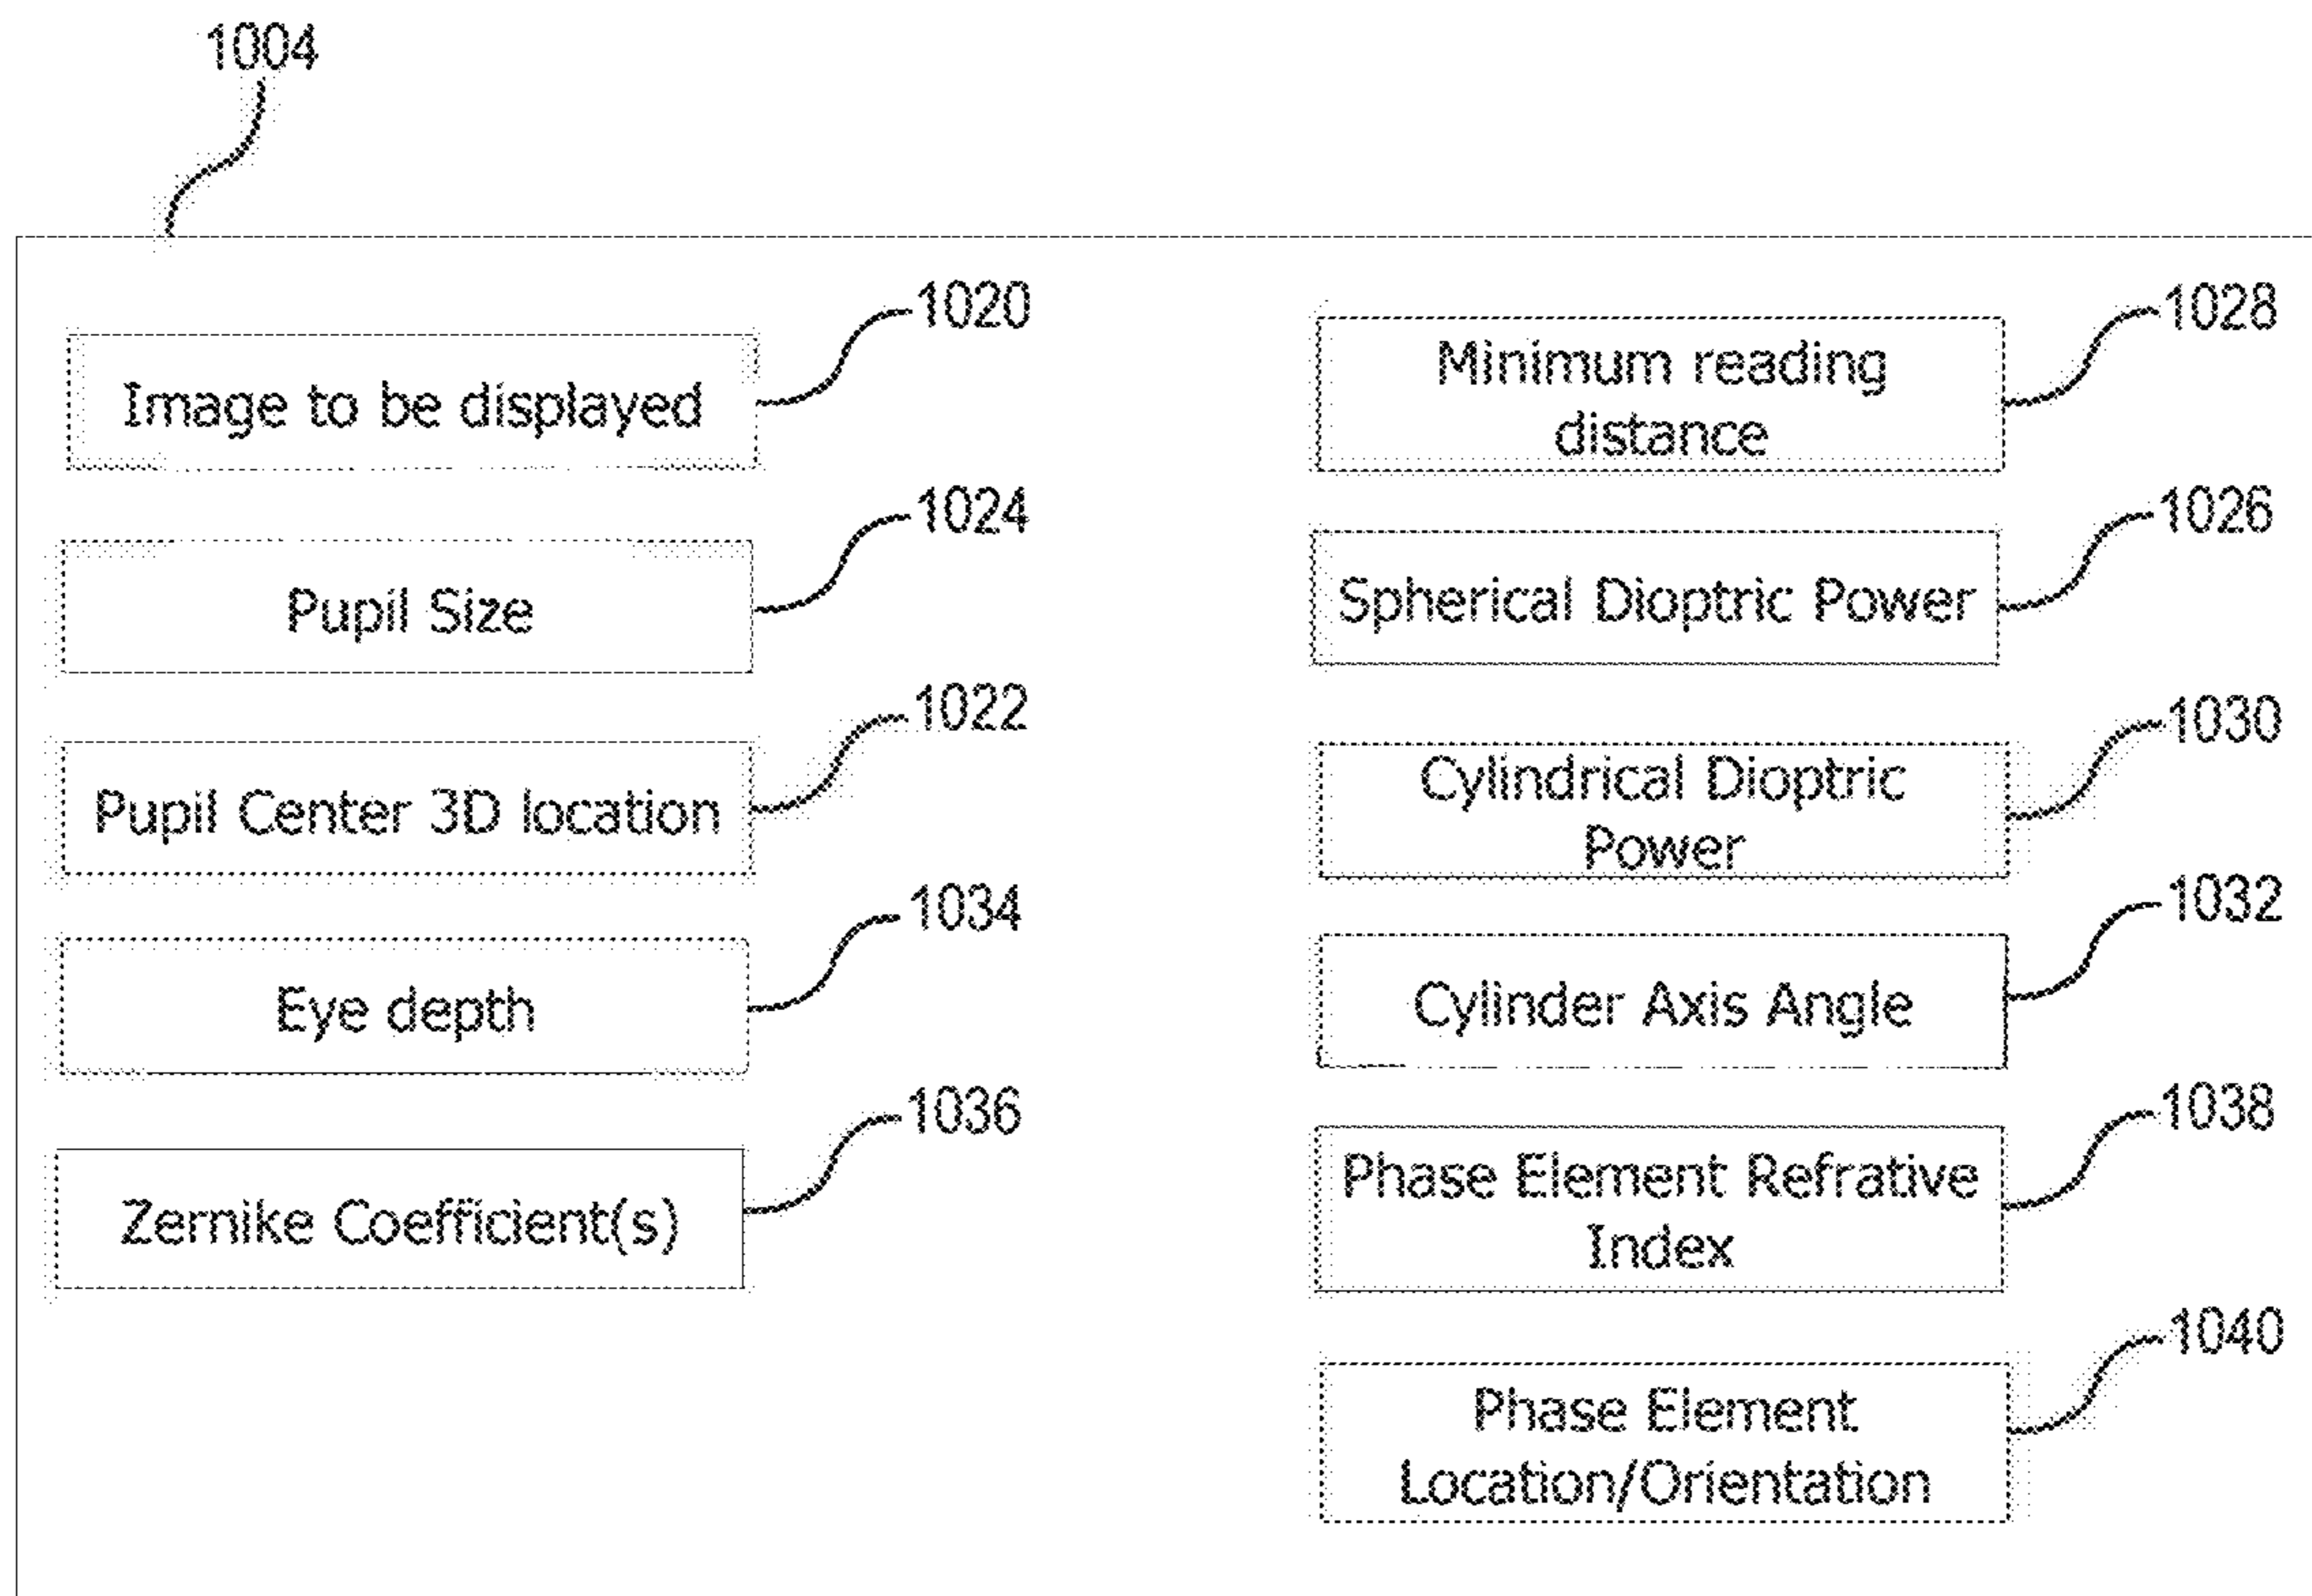 1004
1020
Image to be displayed
1024
Pupil Size
1022
Pupil Center 3D location
1034
Eye depth
1036
Zernike Coefficient(s)
1028
Minimum reading
distance
1026
Spherical Dioptric Power
1030
Cylindrical Dioptric
Power
1032
Cylinder Axis Angle
1038
Phase Element Refrative
Index
1040
Phase Element
Location/Orientation